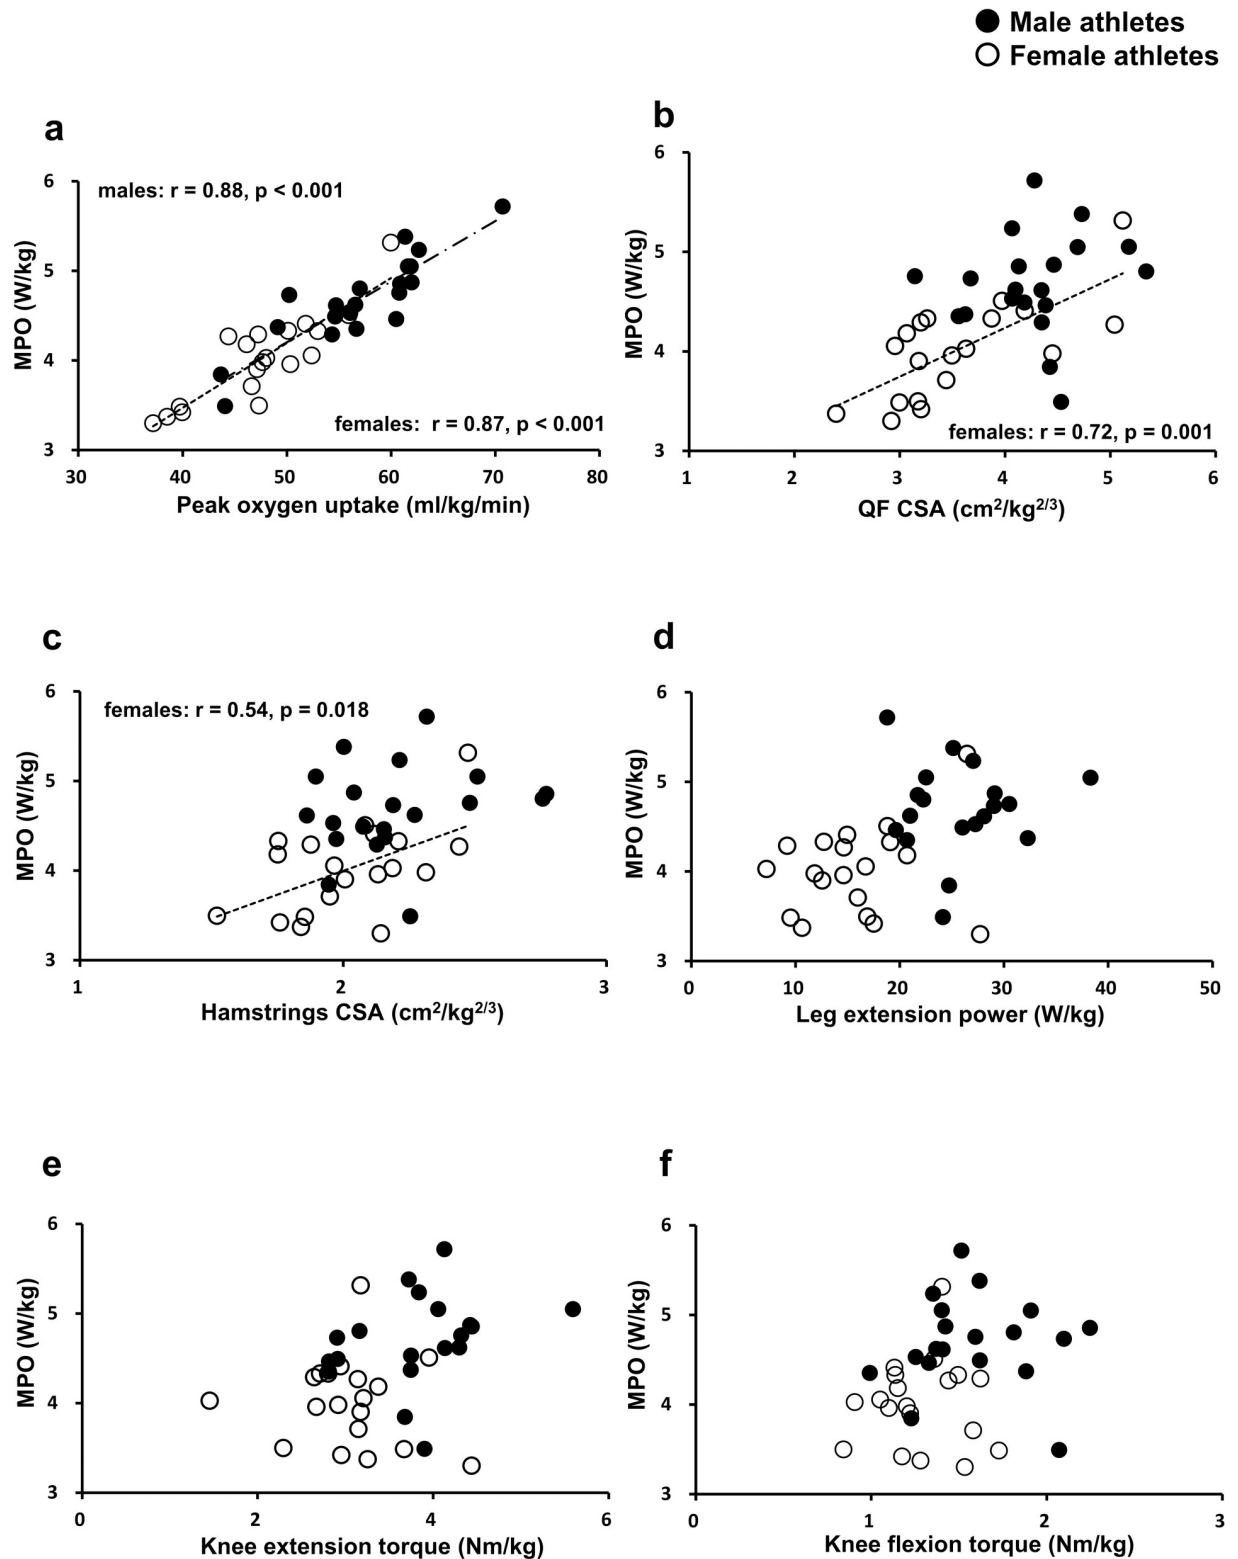 Male athletes
Female athletes
a
6
5
4
3
MPO (W/kg)
males: r = 0.88, p < 0.001
females: r = 0.87, p < 0.001
30 40 50 60 70 80
Peak oxygen uptake (ml/kg/min)
b
6
5
4
3
MPO (W/kg)
females: r = 0.72, p = 0.001
1 2 3 4 5 6
QF CSA (cm²/kg²/³)
c
6
5
4
3
MPO (W/kg)
females: r = 0.54, p = 0.018
1 2 3
Hamstrings CSA (cm²/kg²/³)
d
6
5
4
3
MPO (W/kg)
0 10 20 30 40 50
Leg extension power (W/kg)
e
6
5
4
3
MPO (W/kg)
0 2 4 6
Knee extension torque (Nm/kg)
f
6
5
4
3
MPO (W/kg)
0 1 2 3
Knee flexion torque (Nm/kg)